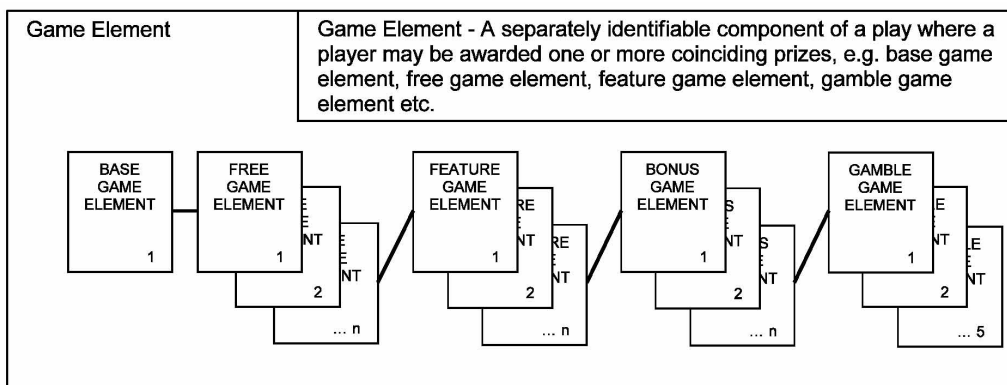 Game Element
Game Element - A separately identifiable component of a play where a
player may be awarded one or more coinciding prizes, e.g. base game
element, free game element, feature game element, gamble game
element etc.
BASE
GAME
ELEMENT
1
FREE
GAME
ELEMENT
1
2
... n
FEATURE
GAME
ELEMENT
1
2
... n
BONUS
GAME
ELEMENT
1
2
... n
GAMBLE
GAME
ELEMENT
1
2
... 5